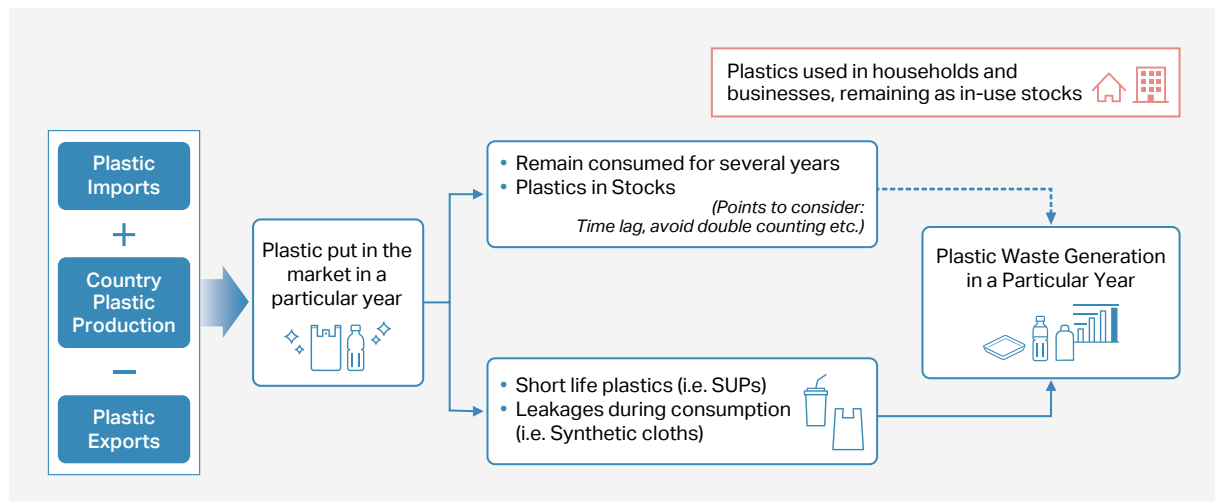 Plastics used in households and
businesses, remaining as in-use stocks
Plastic
Imports
+
Country
Plastic
Production
−
Plastic
Exports
Plastic put in the
market in a
particular year
• Remain consumed for several years
• Plastics in Stocks
(Points to consider:
Time lag, avoid double counting etc.)
• Short life plastics (i.e. SUPs)
• Leakages during consumption
(i.e. Synthetic cloths)
Plastic Waste Generation
in a Particular Year